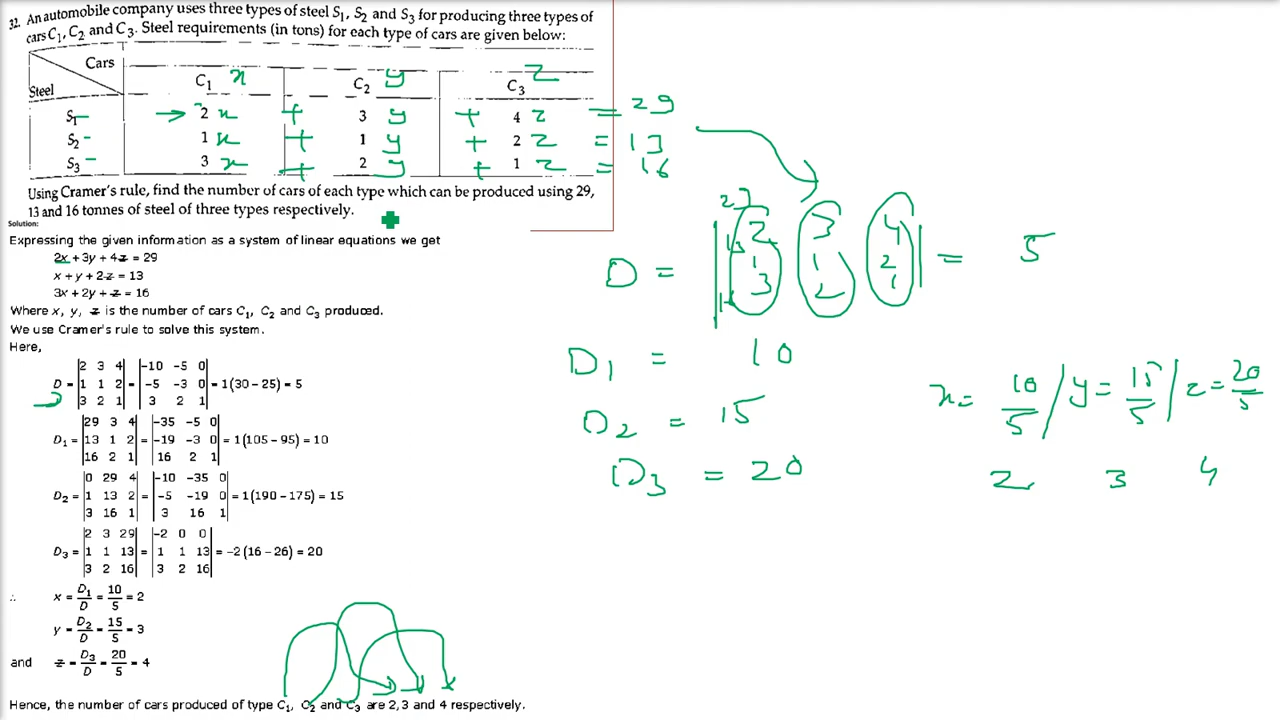 32. An automobile company uses three types of steel S₁, S₂ and S₃ for producing three types of
cars C₁, C₂ and C₃. Steel requirements (in tons) for each type of cars are given below:
Cars
C₁ x C₂ y C₃ z
Steel
S₁ → 2 x + 3 y + 4 z = 29
S₂ 1 x + 1 y + 2 z = 13
S₃ 3 x + 2 y + 1 z = 16
Using Cramer's rule, find the number of cars of each type which can be produced using 29,
13 and 16 tonnes of steel of three types respectively.
Solution:
Expressing the given information as a system of linear equations we get
2x + 3y + 4z = 29
x + y + 2z = 13
3x + 2y + z = 16
Where x, y, z is the number of cars C₁, C₂ and C₃ produced.
We use Cramer's rule to solve this system.
Here,
|2 3 4| |-10 -5 0|
D = |1 1 2| = |-5 -3 0| = 1(30 - 25) = 5
|3 2 1| |3 2 1|
|29 3 4| |-35 -5 0|
D₁ = |13 1 2| = |-19 -3 0| = 1(105 - 95) = 10
|16 2 1| |16 2 1|
|0 29 4| |-10 -35 0|
D₂ = |1 13 2| = |-5 -19 0| = 1(190 - 175) = 15
|3 16 1| |3 16 1|
|2 3 29| |-2 0 0|
D₃ = |1 1 13| = |1 1 13| = -2(16 - 26) = 20
|3 2 16| |3 2 16|
∴ x = D₁/D = 10/5 = 2
y = D₂/D = 15/5 = 3
and z = D₃/D = 20/5 = 4
Hence, the number of cars produced of type C₁, C₂ and C₃ are 2, 3 and 4 respectively.
29
13
|2 3 4|
D = |1 1 2| = 5
|3 2 1|
D₁ = 10
D₂ = 15
D₃ = 20
x = 10/5 / y = 15/5 / z = 20/5
2 3 4